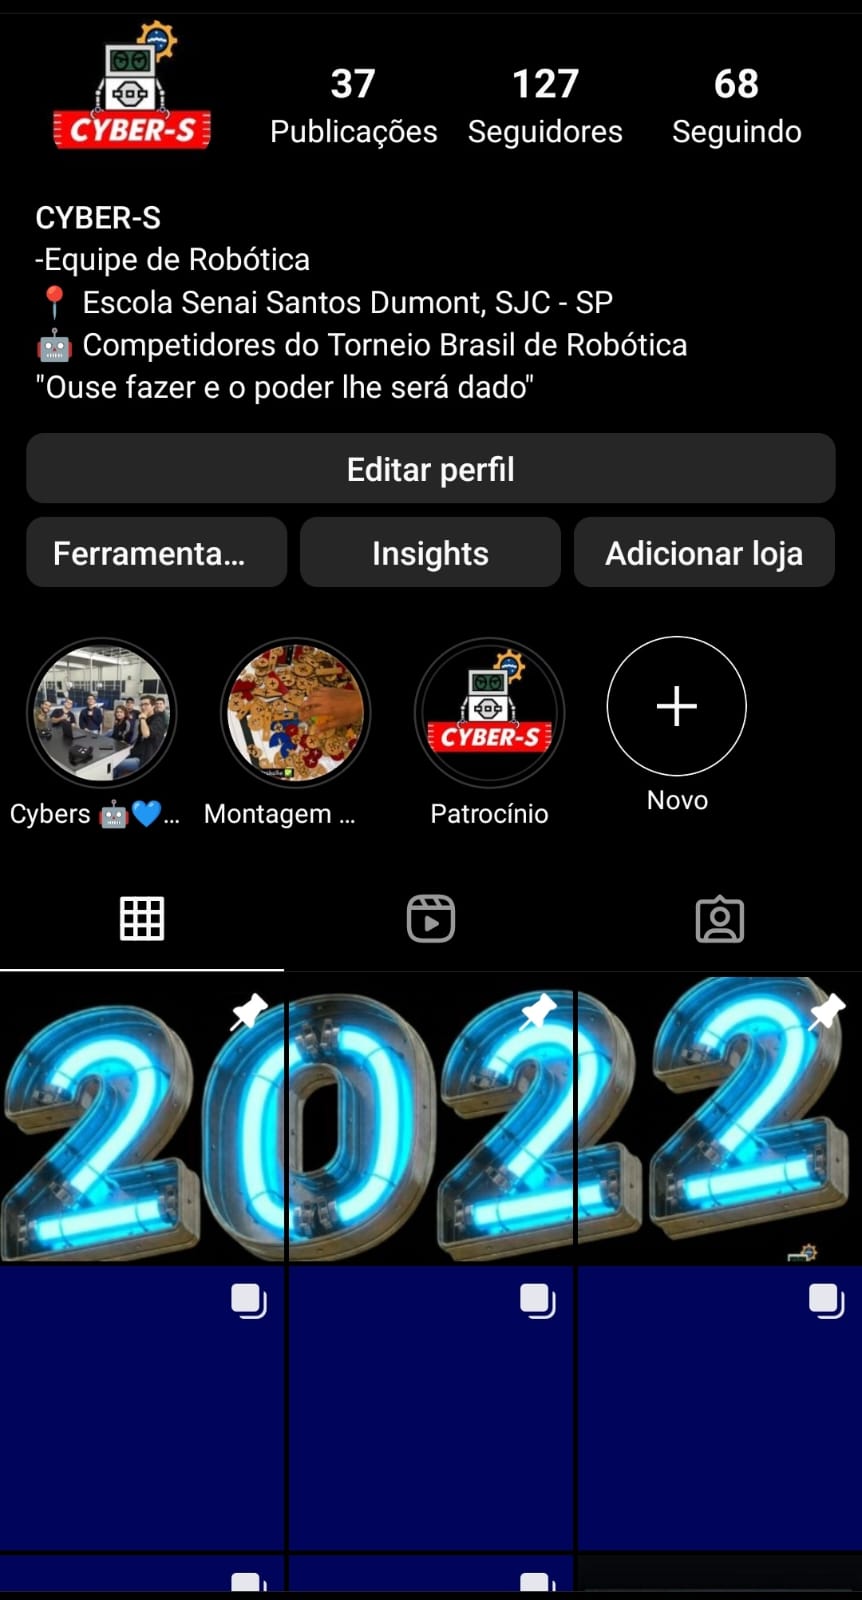 CYBER-S
37
Publicações
127
Seguidores
68
Seguindo
CYBER-S
-Equipe de Robótica
📍 Escola Senai Santos Dumont, SJC - SP
🤖 Competidores do Torneio Brasil de Robótica
"Ouse fazer e o poder lhe será dado"
Editar perfil
Ferramenta...
Insights
Adicionar loja
CYBER-S
Cybers 🤖💙...
Montagem ...
Patrocínio
Novo
2022